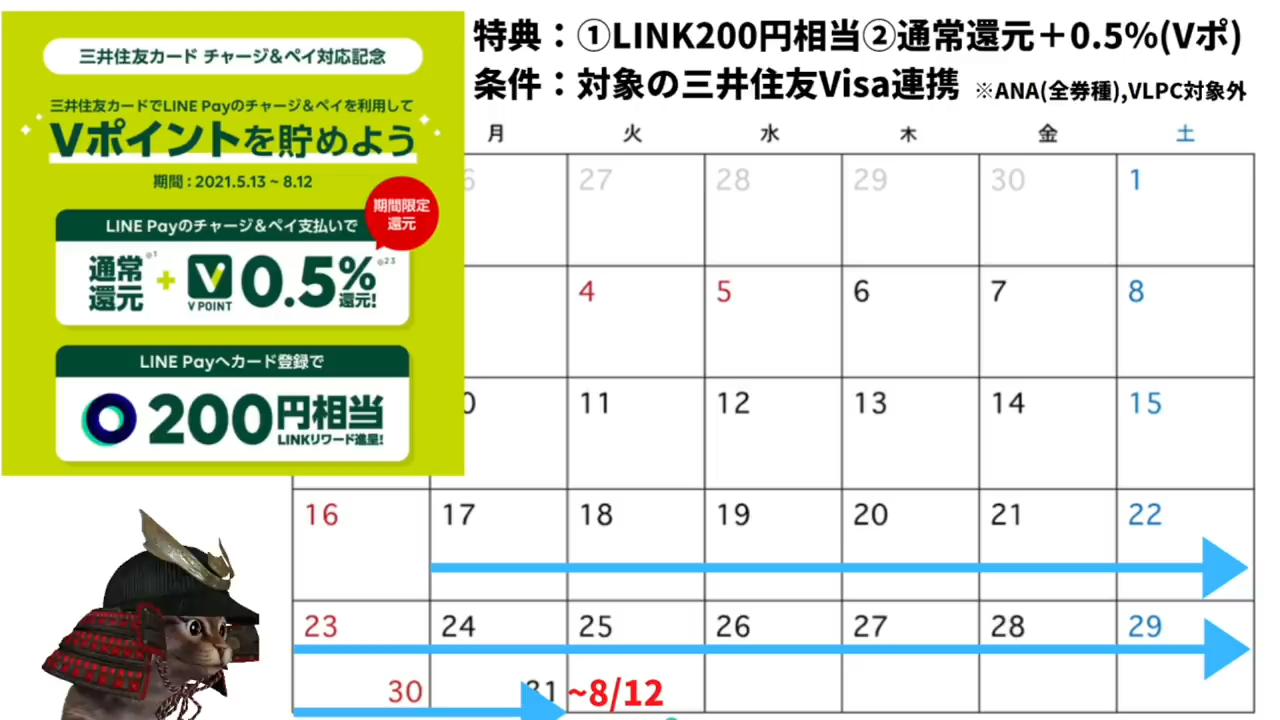 特典：①LINK200円相当②通常還元＋0.5%(Vポ)
条件：対象の三井住友Visa連携 ※ANA(全券種),VLPC対象外
三井住友カード チャージ＆ペイ対応記念
三井住友カードでLINE Payのチャージ＆ペイを利用して
Vポイントを貯めよう
期間：2021.5.13 ~ 8.12
期間限定
還元
LINE Payのチャージ＆ペイ支払いで
通常
還元
※1
+
V POINT
0.5%
還元!
※23
LINE Payへカード登録で
200円相当
LINKリワード進呈!
月 火 水 木 金 土
6 27 28 29 30 1
4 5 6 7 8
0 11 12 13 14 15
16 17 18 19 20 21 22
23 24 25 26 27 28 29
30 31 ~8/12